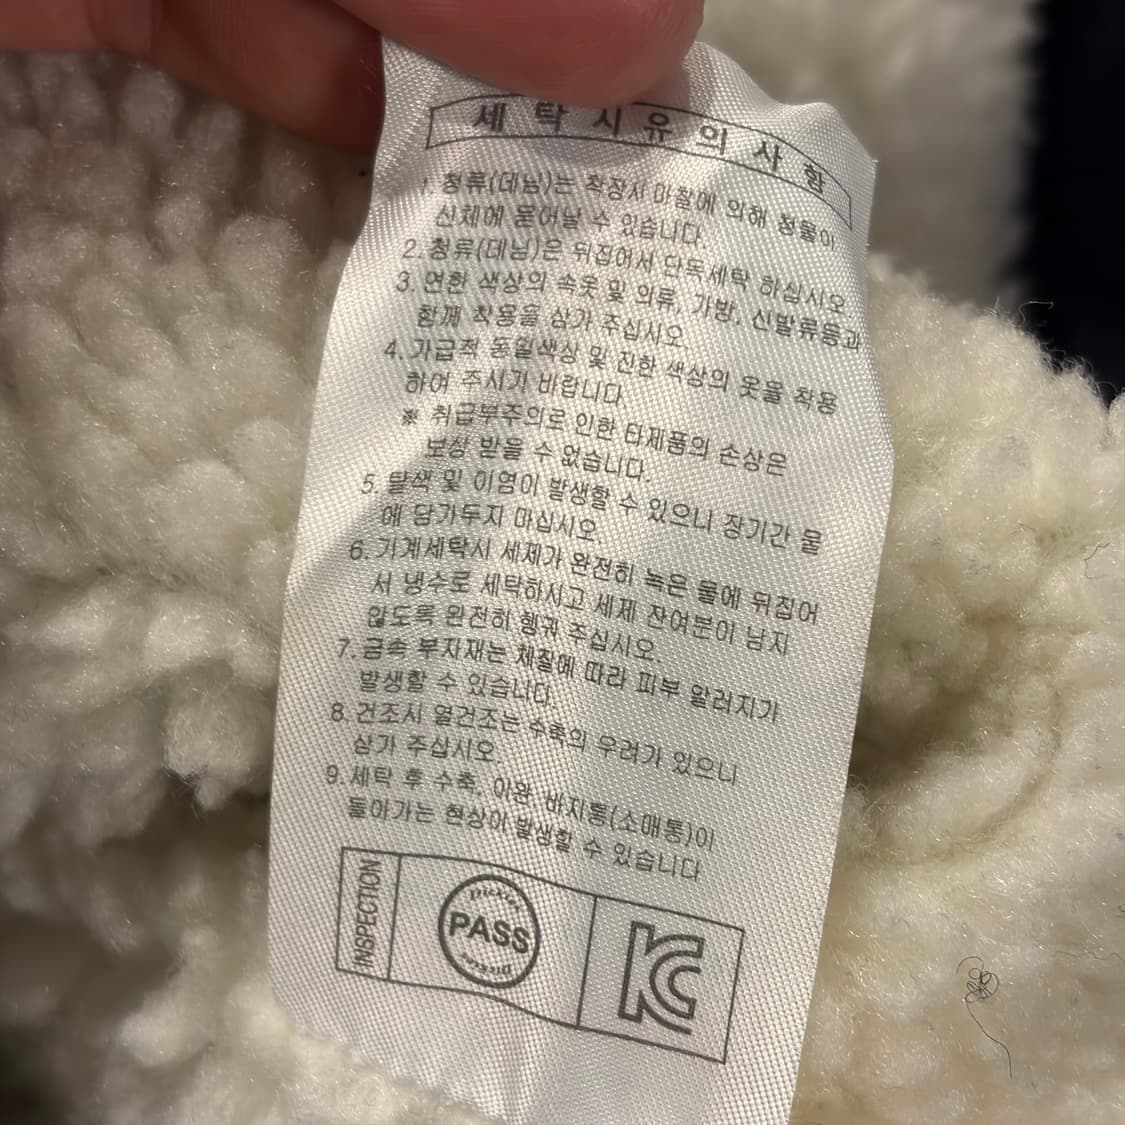 세탁시유의사항
1. 청류(데님)는 착장시 마찰에 의해 청물이
신체에 묻어날 수 있습니다.
2. 청류(데님)은 뒤집어서 단독세탁 하십시오.
3. 연한 색상의 속옷 및 의류, 가방, 신발류등과
함께 착용을 삼가 주십시오.
4. 가급적 동일색상 및 진한 색상의 옷을 착용
하여 주시기 바랍니다
※ 취급부주의로 인한 타제품의 손상은
보상 받을 수 없습니다.
5. 탈색 및 이염이 발생할 수 있으니 장기간 물
에 담가두지 마십시오
6. 기계세탁시 세제가 완전히 녹은 물에 뒤집어
서 냉수로 세탁하시고 세제 잔여분이 남지
않도록 완전히 헹궈 주십시오.
7. 금속 부자재는 체질에 따라 피부 알러지가
발생할 수 있습니다
8. 건조시 열건조는 수축의 우려가 있으니
삼가 주십시오.
9. 세탁 후 수축, 이완, 바지통(소매통)이
돌아가는 현상이 발생할 수 있습니다
INSPECTION
PASS
KC